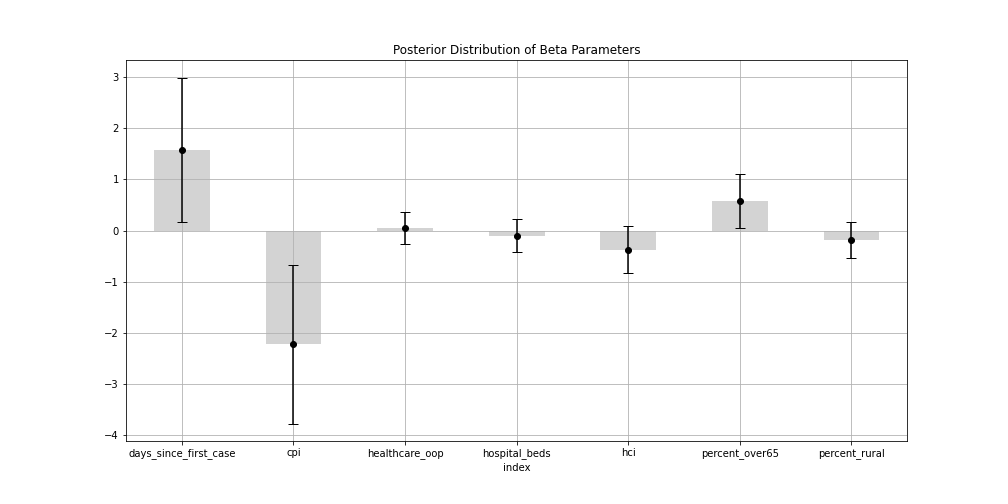 Posterior Distribution of Beta Parameters
3
2
1
0
−1
−2
−3
−4
days_since_first_case cpi healthcare_oop hospital_beds hci percent_over65 percent_rural
index